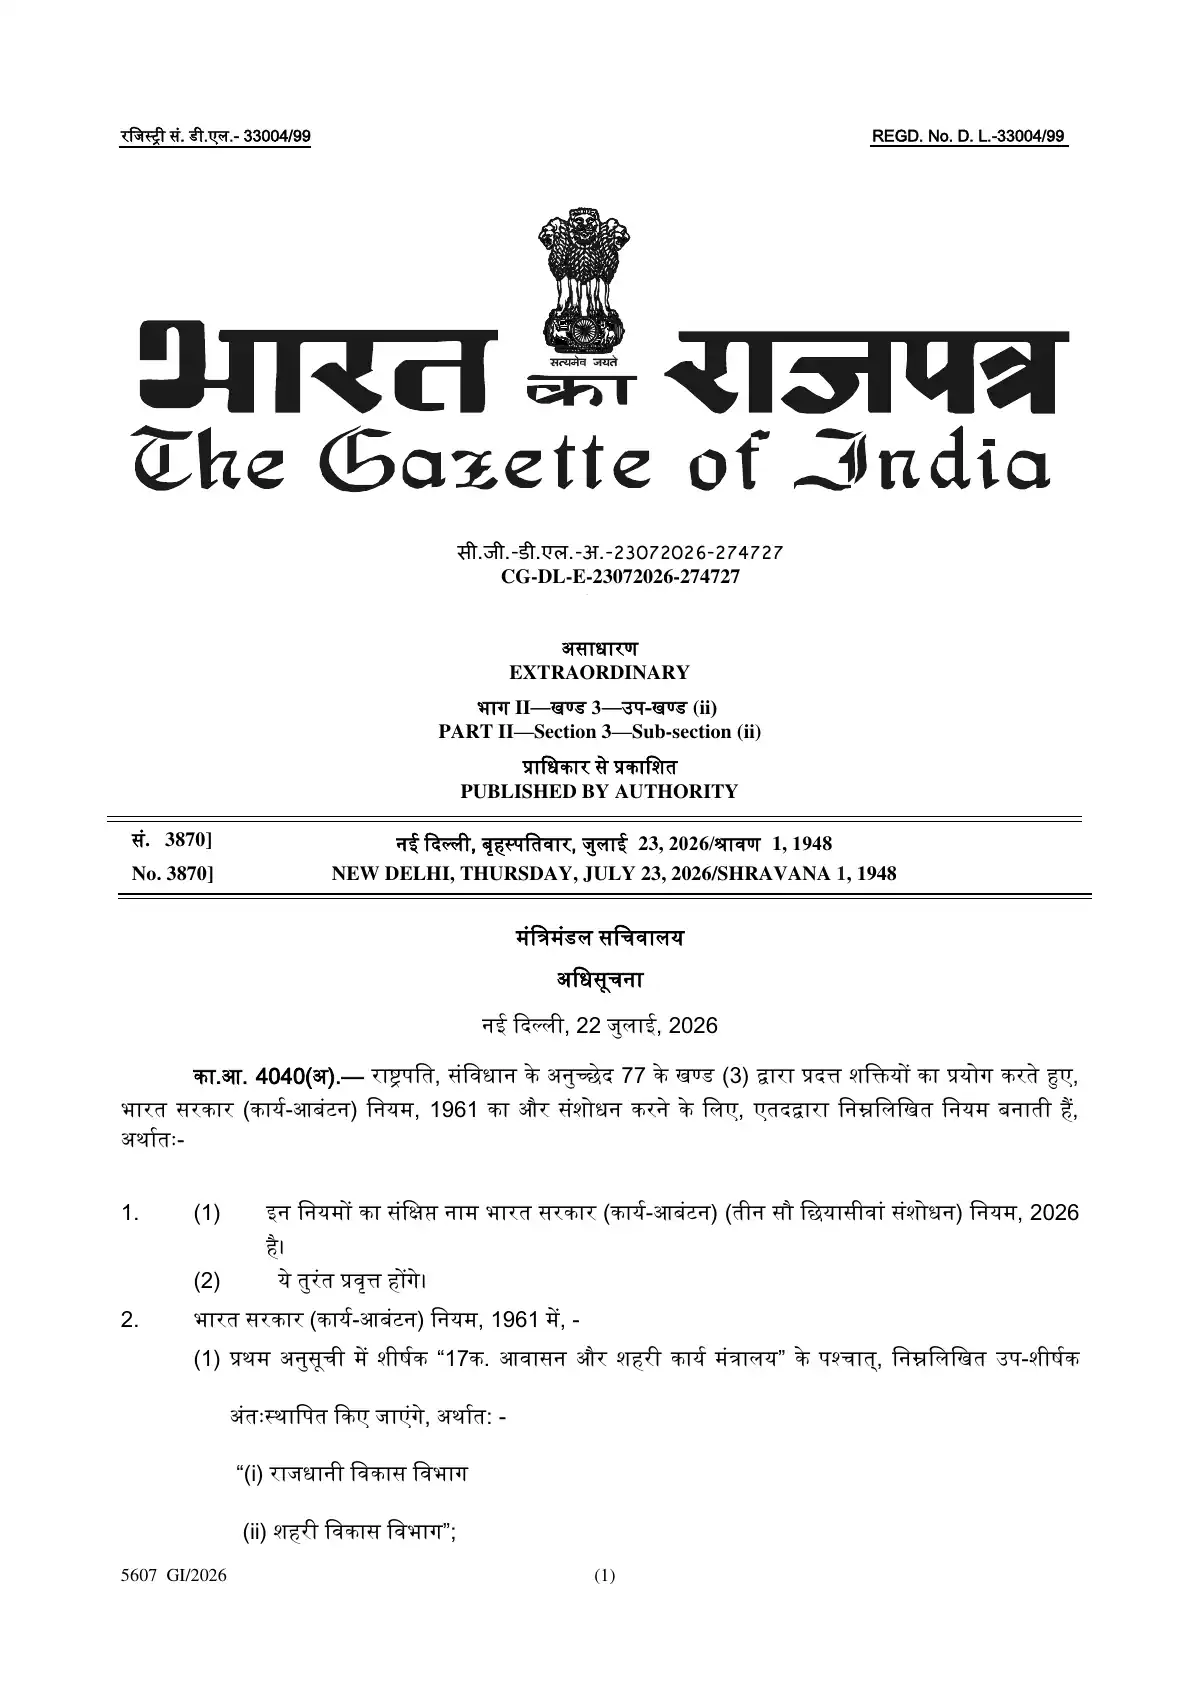 रजिस्ट्री सं. डी.एल.- 33004/99
REGD. No. D. L.-33004/99
सत्यमेव जयते
भारत का राजपत्र
The Gazette of India
सी.जी.-डी.एल.-अ.-23072026-274727
CG-DL-E-23072026-274727
असाधारण
EXTRAORDINARY
भाग II—खण्ड 3—उप-खण्ड (ii)
PART II—Section 3—Sub-section (ii)
प्राधिकार से प्रकाशित
PUBLISHED BY AUTHORITY
सं. 3870] नई दिल्ली, बृहस्पतिवार, जुलाई 23, 2026/श्रावण 1, 1948
No. 3870] NEW DELHI, THURSDAY, JULY 23, 2026/SHRAVANA 1, 1948
मंत्रिमंडल सचिवालय
अधिसूचना
नई दिल्ली, 22 जुलाई, 2026
का.आ. 4040(अ).— राष्ट्रपति, संविधान के अनुच्छेद 77 के खण्ड (3) द्वारा प्रदत्त शक्तियों का प्रयोग करते हुए,
भारत सरकार (कार्य-आबंटन) नियम, 1961 का और संशोधन करने के लिए, एतदद्वारा निम्नलिखित नियम बनाती हैं,
अर्थात:-
1. (1) इन नियमों का संक्षिप्त नाम भारत सरकार (कार्य-आबंटन) (तीन सौ छियासीवां संशोधन) नियम, 2026
है।
(2) ये तुरंत प्रवृत्त होंगे।
2. भारत सरकार (कार्य-आबंटन) नियम, 1961 में, -
(1) प्रथम अनुसूची में शीर्षक “17क. आवासन और शहरी कार्य मंत्रालय” के पश्चात्, निम्नलिखित उप-शीर्षक
अंतःस्थापित किए जाएंगे, अर्थात: -
“(i) राजधानी विकास विभाग
(ii) शहरी विकास विभाग”;
5607 GI/2026 (1)